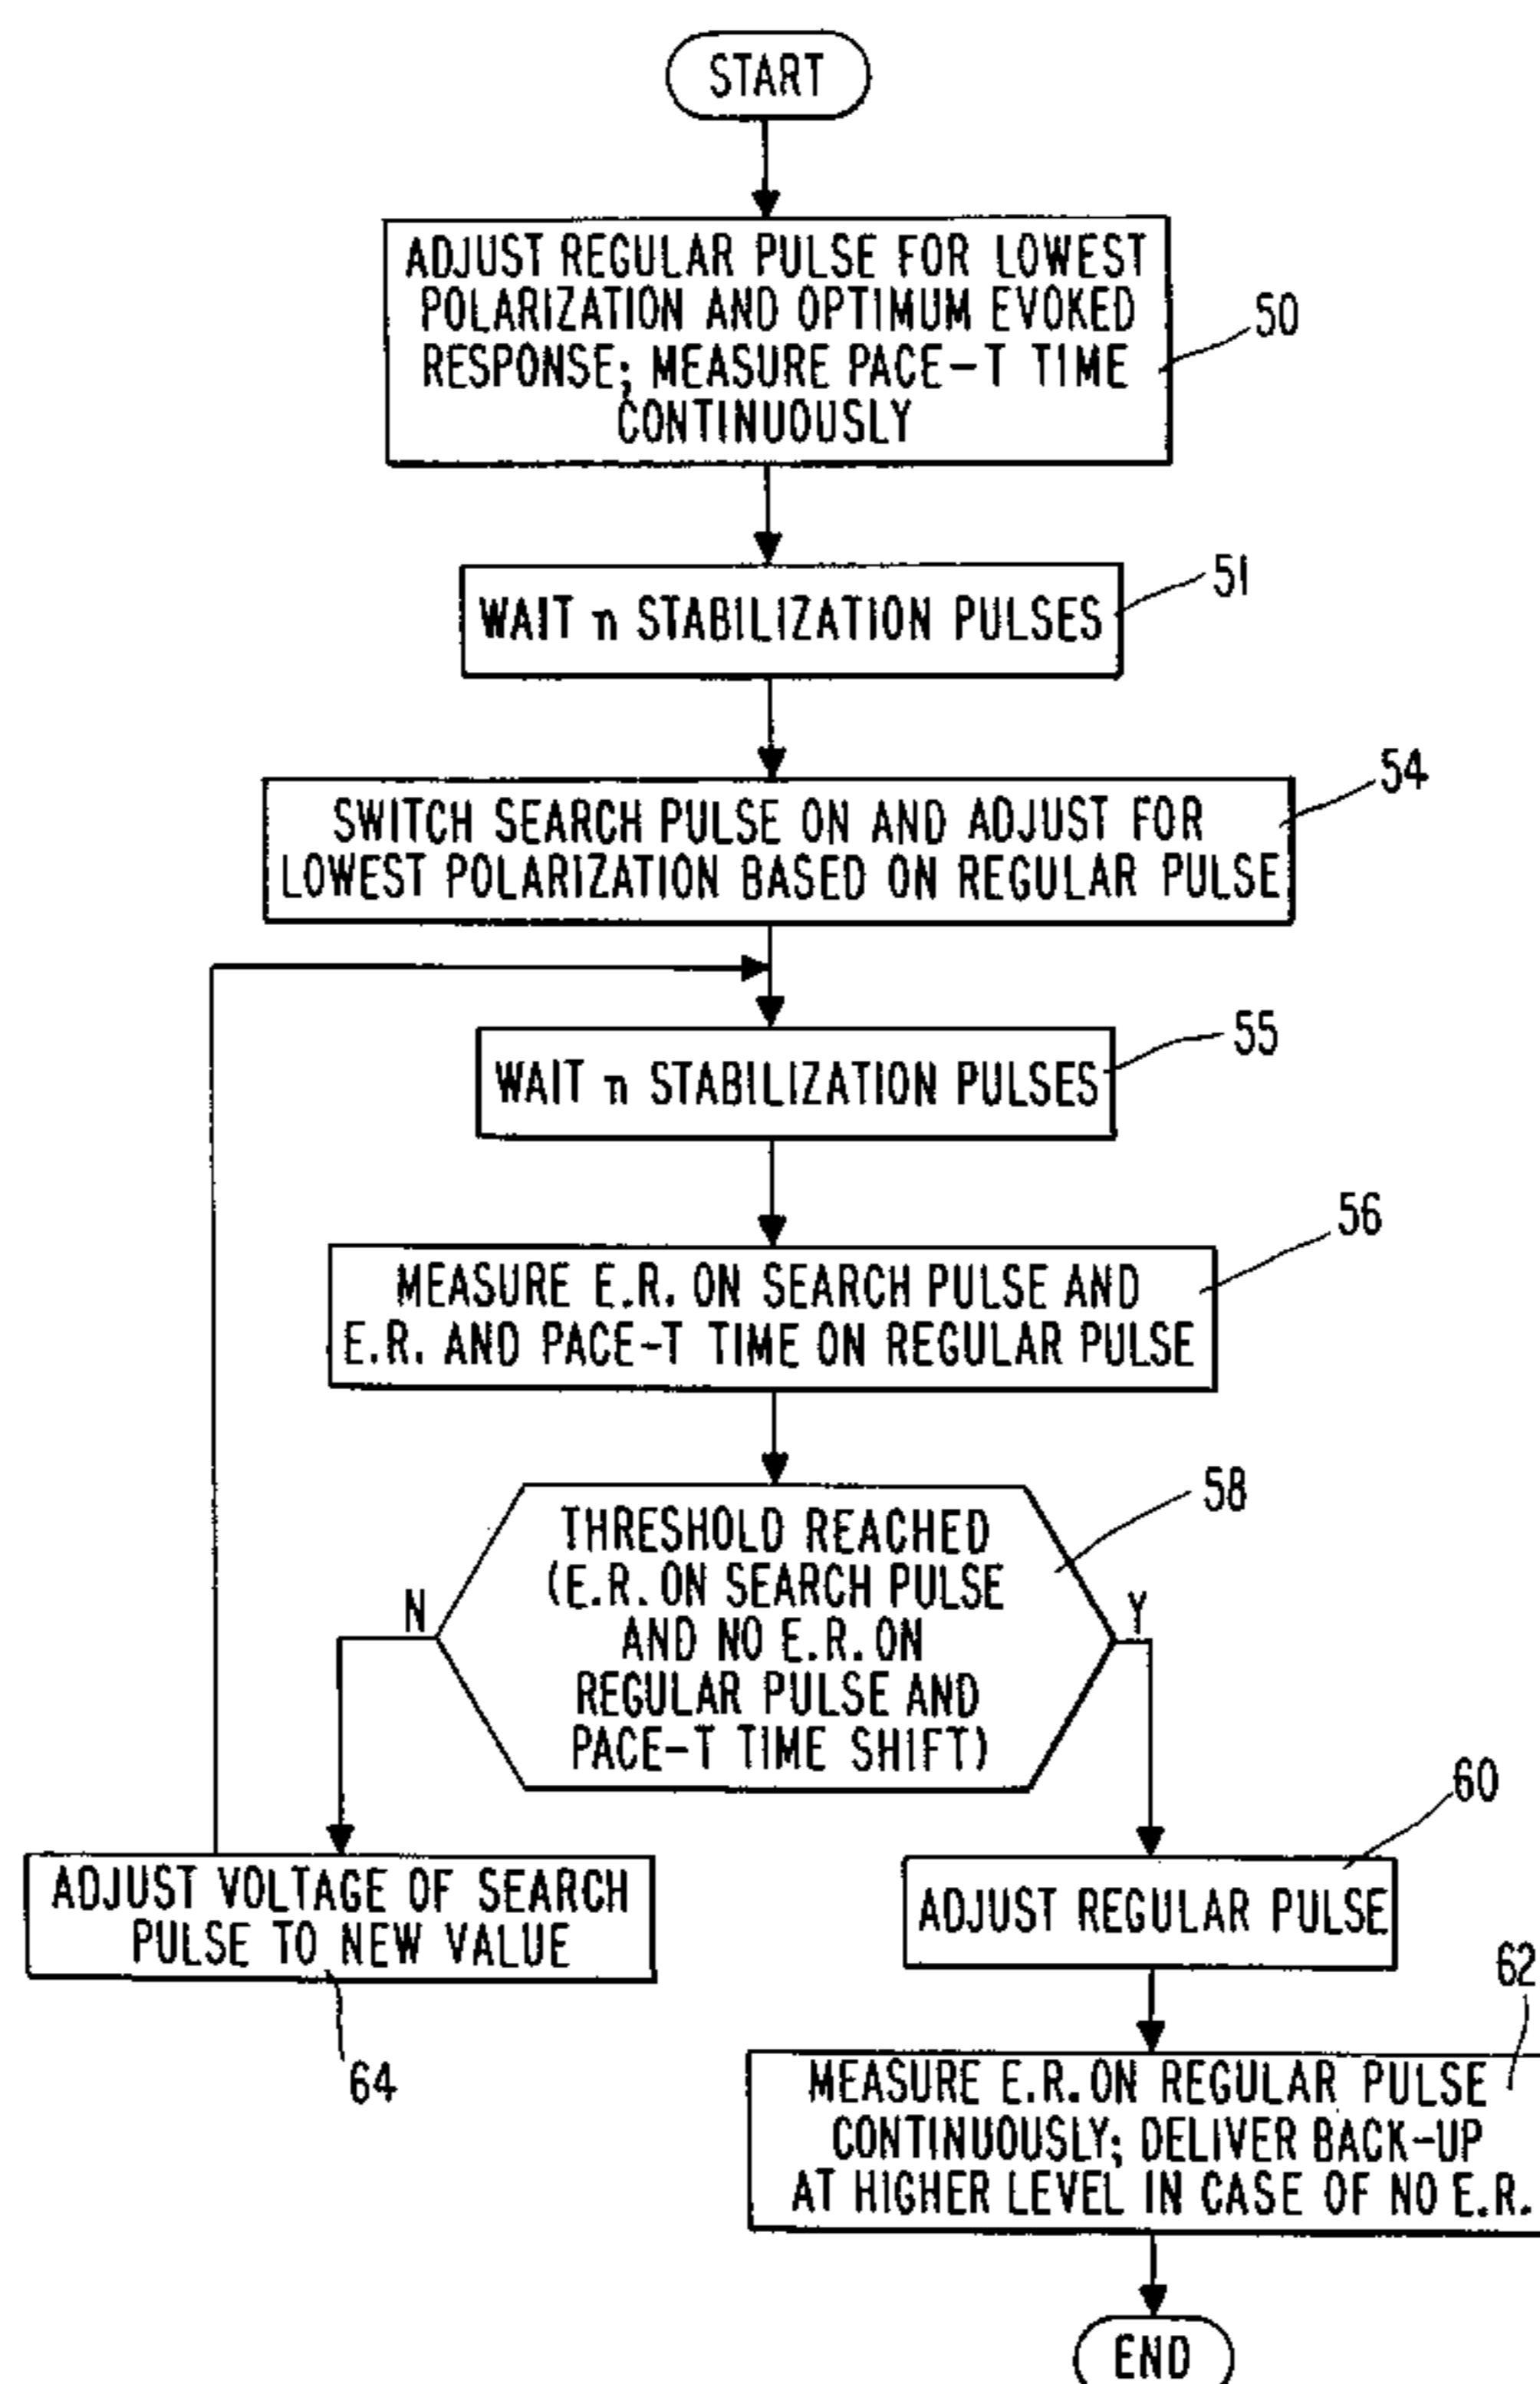 START
ADJUST REGULAR PULSE FOR LOWEST
POLARIZATION AND OPTIMUM EVOKED
RESPONSE; MEASURE PACE-T TIME
CONTINUOUSLY
50
WAIT n STABILIZATION PULSES
51
SWITCH SEARCH PULSE ON AND ADJUST FOR
LOWEST POLARIZATION BASED ON REGULAR PULSE
54
WAIT n STABILIZATION PULSES
55
MEASURE E.R. ON SEARCH PULSE AND
E.R. AND PACE-T TIME ON REGULAR PULSE
56
THRESHOLD REACHED
(E.R. ON SEARCH PULSE
AND NO E.R. ON
REGULAR PULSE AND
PACE-T TIME SHIFT)
58
N
Y
ADJUST VOLTAGE OF SEARCH
PULSE TO NEW VALUE
64
ADJUST REGULAR PULSE
60
MEASURE E.R. ON REGULAR PULSE
CONTINUOUSLY; DELIVER BACK-UP
AT HIGHER LEVEL IN CASE OF NO E.R.
62
END